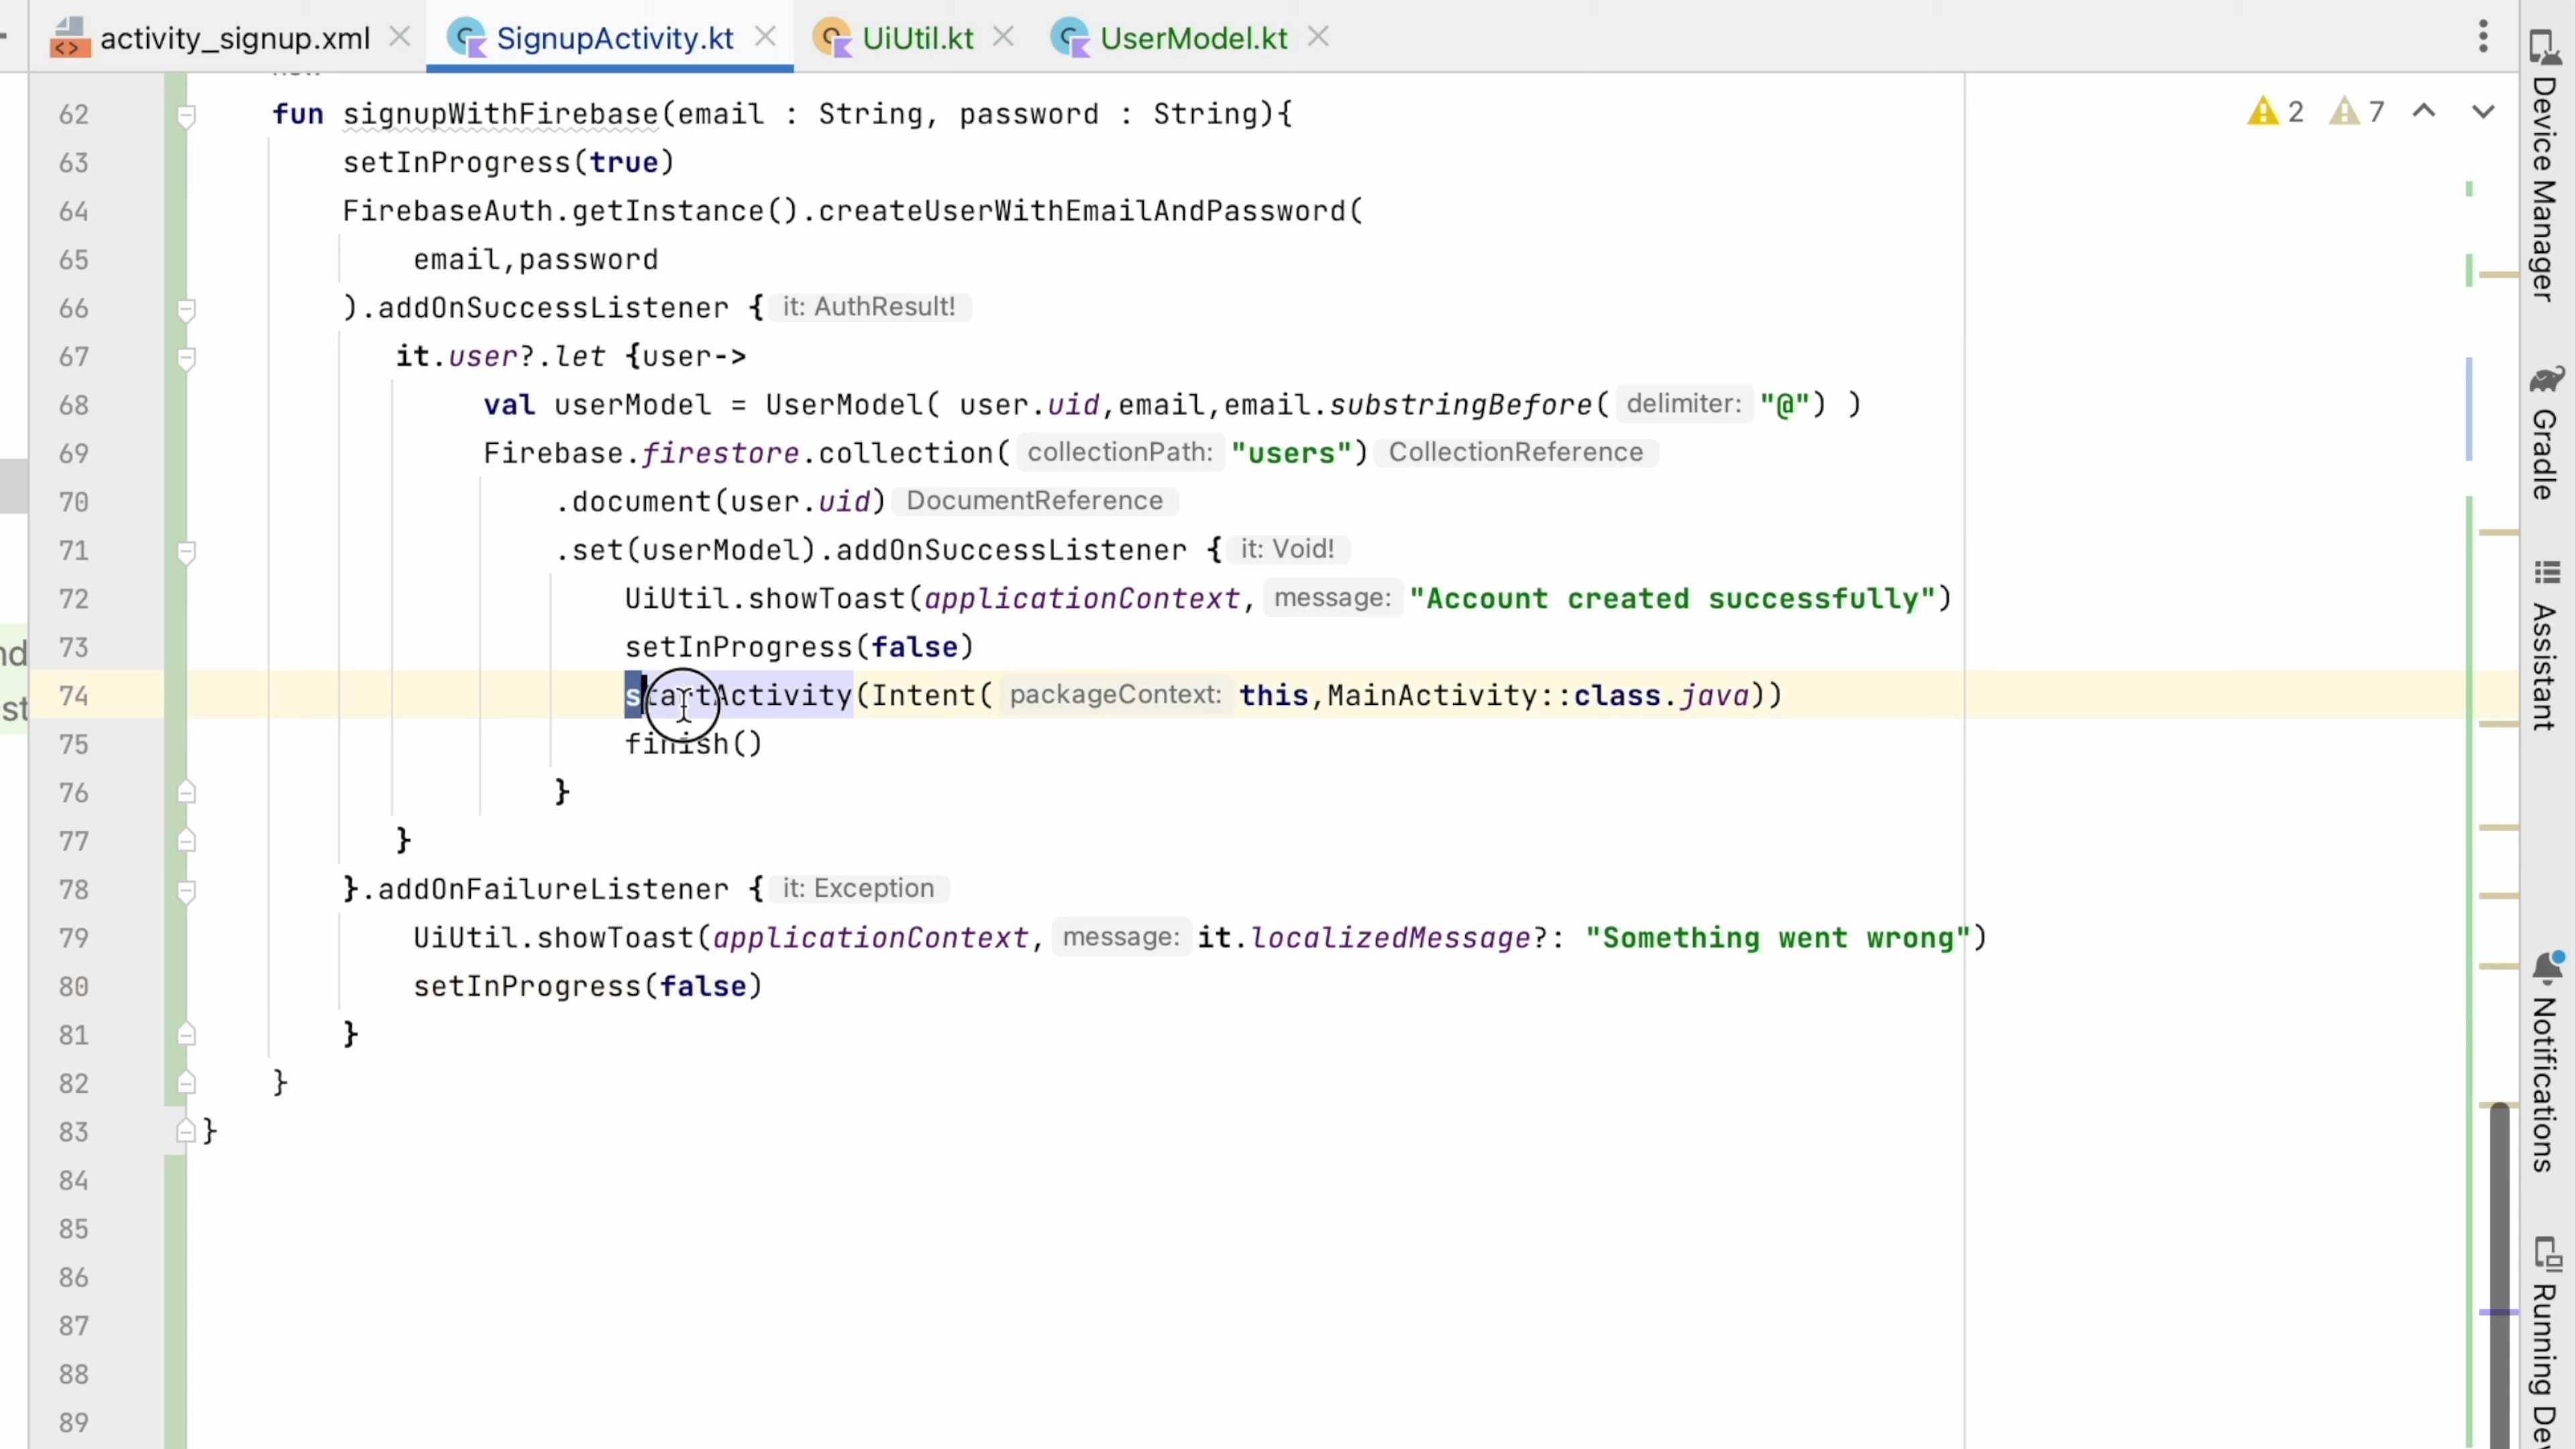 activity_signup.xml SignupActivity.kt UiUtil.kt UserModel.kt
62 fun signupWithFirebase(email : String, password : String){ 2 7
63 setInProgress(true)
64 FirebaseAuth.getInstance().createUserWithEmailAndPassword(
65 email,password
66 ).addOnSuccessListener { it: AuthResult!
67 it.user?.let {user->
68 val userModel = UserModel( user.uid,email,email.substringBefore( delimiter: "@") )
69 Firebase.firestore.collection( collectionPath: "users") CollectionReference
70 .document(user.uid) DocumentReference
71 .set(userModel).addOnSuccessListener { it: Void!
72 UiUtil.showToast(applicationContext, message: "Account created successfully")
73 setInProgress(false)
74 startActivity(Intent( packageContext: this,MainActivity::class.java))
75 finish()
76 }
77 }
78 }.addOnFailureListener { it: Exception
79 UiUtil.showToast(applicationContext, message: it.localizedMessage?: "Something went wrong")
80 setInProgress(false)
81 }
82 }
83 }
84
85
86
87
88
89
nd
st
Device Manager
Gradle
Assistant
Notifications
Running De